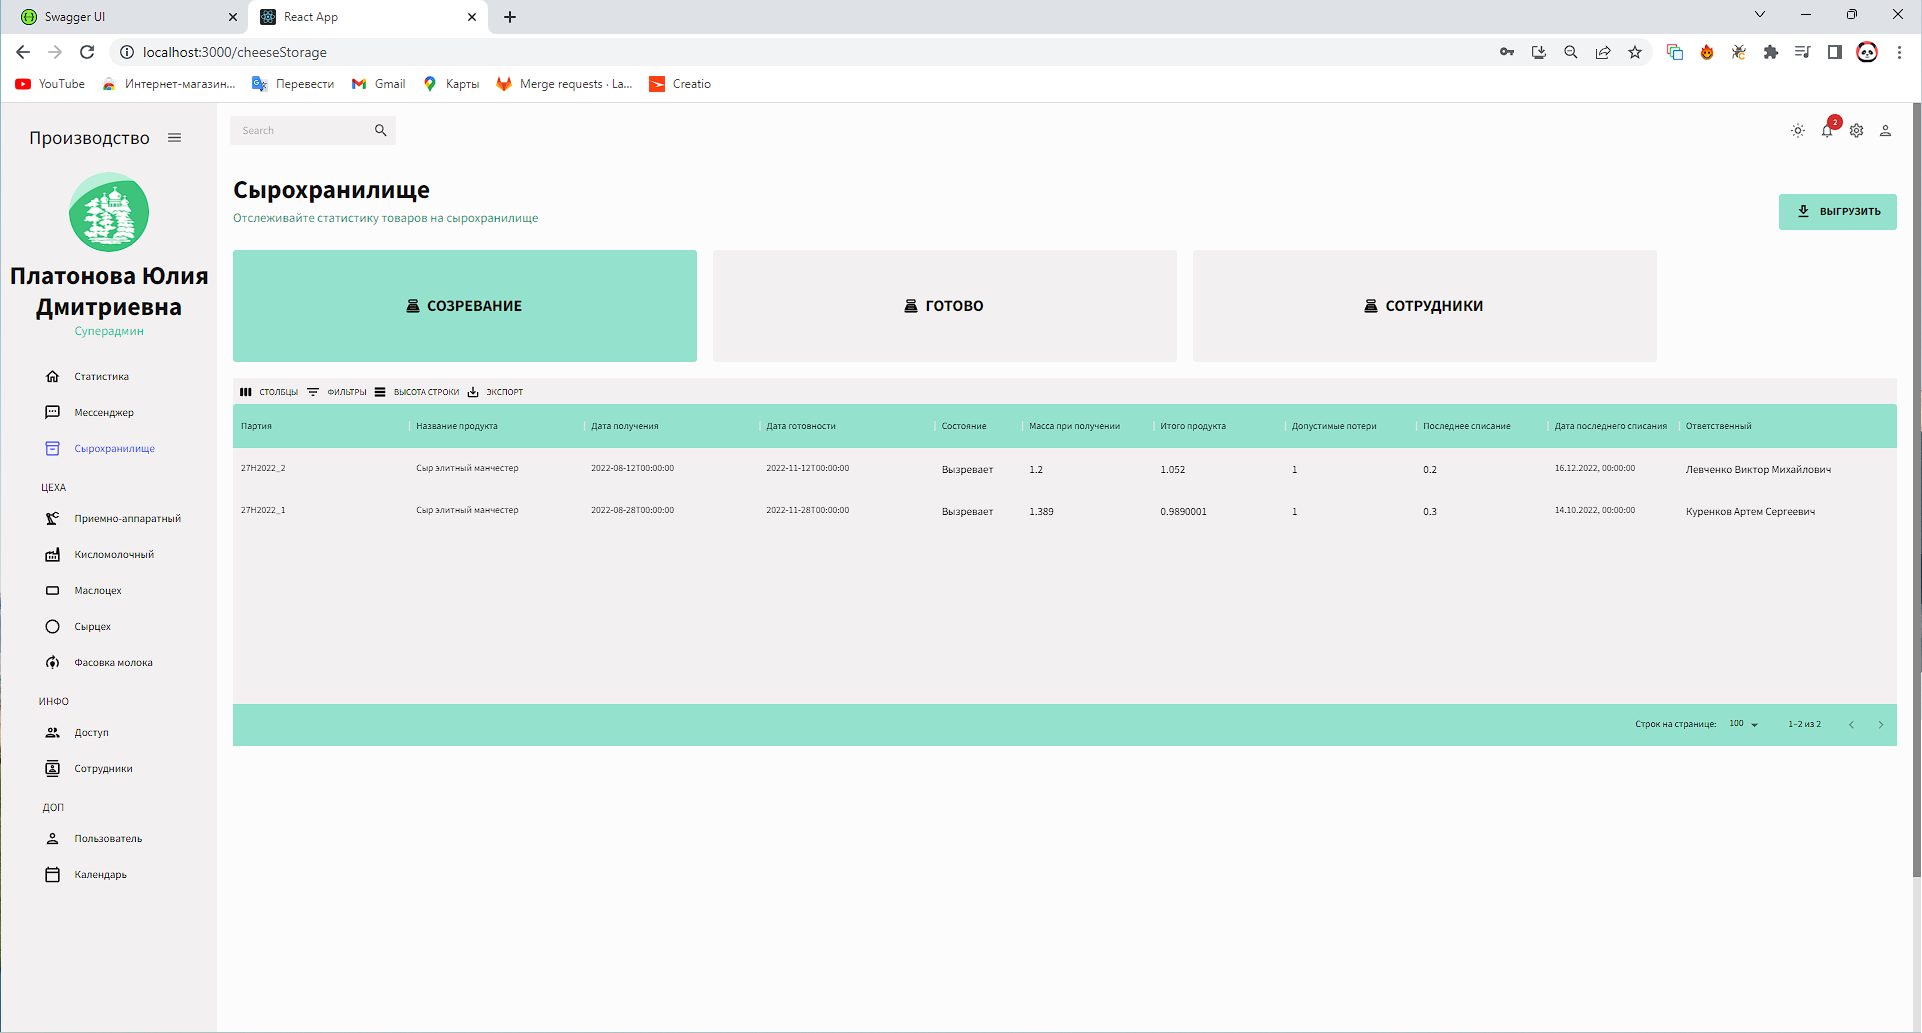 Swagger UI
React App
localhost:3000/cheeseStorage
YouTube
Интернет-магазин...
Перевести
Gmail
Карты
Merge requests · La...
Creatio
Производство
Search
2
Платонова Юлия
Дмитриевна
Суперадмин
Статистика
Мессенджер
Сырохранилище
ЦЕХА
Приемно-аппаратный
Кисломолочный
Маслоцех
Сырцех
Фасовка молока
ИНФО
Доступ
Сотрудники
ДОП
Пользователь
Календарь
Сырохранилище
Отслеживайте статистику товаров на сырохранилище
ВЫГРУЗИТЬ
СОЗРЕВАНИЕ
ГОТОВО
СОТРУДНИКИ
СТОЛБЦЫ ФИЛЬТРЫ ВЫСОТА СТРОКИ ЭКСПОРТ
Партия Название продукта Дата получения Дата готовности Состояние Масса при получении Итого продукта Допустимые потери Последнее списание Дата последнего списания Ответственный
27Н2022_2 Сыр элитный манчестер 2022-08-12T00:00:00 2022-11-12T00:00:00 Вызревает 1.2 1.052 1 0.2 16.12.2022, 00:00:00 Левченко Виктор Михайлович
27Н2022_1 Сыр элитный манчестер 2022-08-28T00:00:00 2022-11-28T00:00:00 Вызревает 1.389 0.9890001 1 0.3 14.10.2022, 00:00:00 Куренков Артем Сергеевич
Строк на странице: 100 1–2 из 2